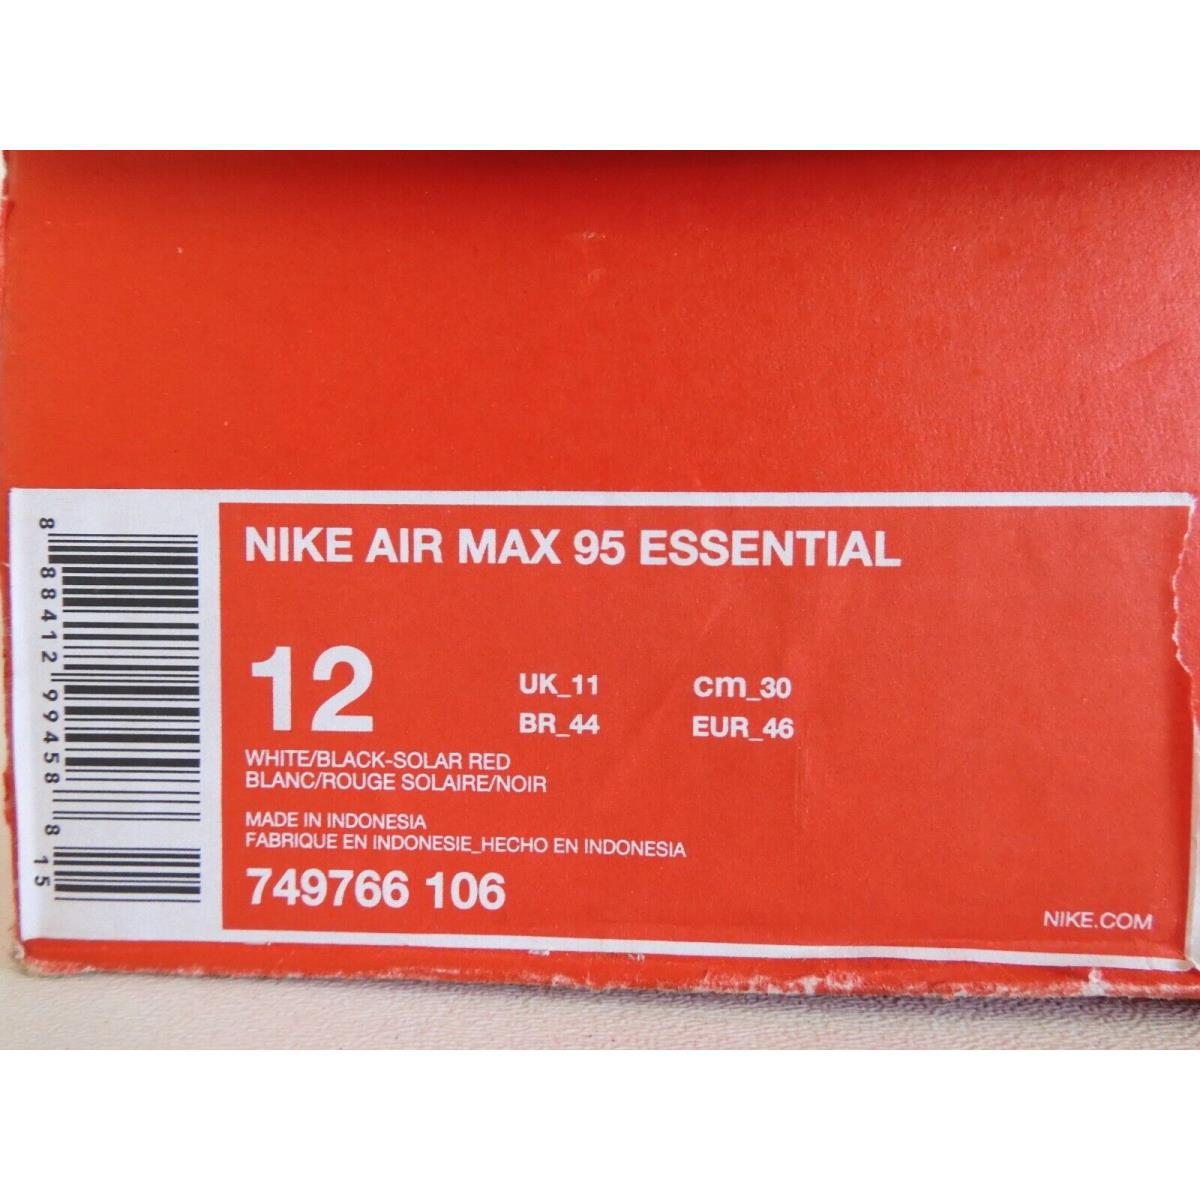 NIKE AIR MAX 95 ESSENTIAL
12
UK_11 cm_30
BR_44 EUR_46
WHITE/BLACK-SOLAR RED
BLANC/ROUGE SOLAIRE/NOIR
MADE IN INDONESIA
FABRIQUE EN INDONESIE_HECHO EN INDONESIA
749766 106
NIKE.COM
8 88412 99458 8 15